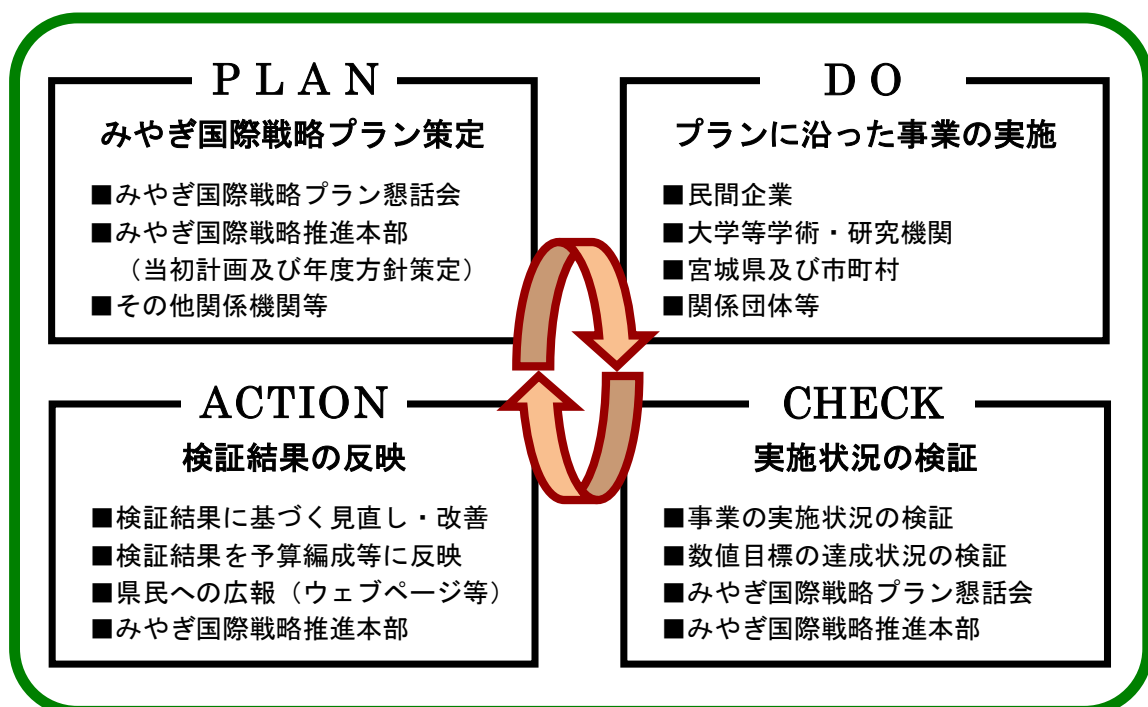 PLAN
みやぎ国際戦略プラン策定
■みやぎ国際戦略プラン懇話会
■みやぎ国際戦略推進本部
（当初計画及び年度方針策定）
■その他関係機関等
DO
プランに沿った事業の実施
■民間企業
■大学等学術・研究機関
■宮城県及び市町村
■関係団体等
ACTION
検証結果の反映
■検証結果に基づく見直し・改善
■検証結果を予算編成等に反映
■県民への広報（ウェブページ等）
■みやぎ国際戦略推進本部
CHECK
実施状況の検証
■事業の実施状況の検証
■数値目標の達成状況の検証
■みやぎ国際戦略プラン懇話会
■みやぎ国際戦略推進本部